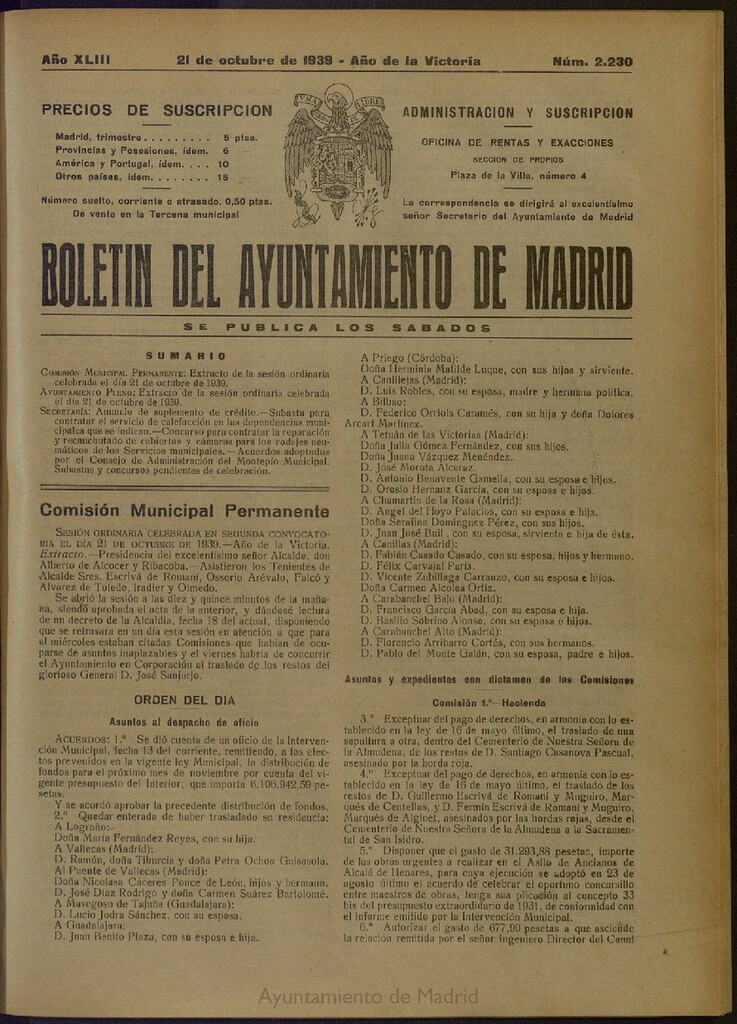 Año XLIII
21 de octubre de 1939 - Año de la Victoria
Núm. 2.230
PRECIOS DE SUSCRIPCION
Madrid, trimestre . . . . . . . . . 5 ptas.
Provincias y Posesiones, ídem. 6 —
América y Portugal, ídem. . . . 10 —
Otros países, ídem. . . . . . . . 15 —
Número suelto, corriente o atrasado, 0,50 ptas.
De venta en la Tercena municipal
ADMINISTRACION Y SUSCRIPCION
OFICINA DE RENTAS Y EXACCIONES
SECCION DE PROPIOS
Plaza de la Villa, número 4
La correspondencia se dirigirá al excelentísimo
señor Secretario del Ayuntamiento de Madrid
BOLETIN DEL AYUNTAMIENTO DE MADRID
SE PUBLICA LOS SABADOS
SUMARIO
COMISIÓN MUNICIPAL PERMANENTE: Extracto de la sesión ordinaria
celebrada el día 21 de octubre de 1939.
AYUNTAMIENTO PLENO: Extracto de la sesión ordinaria celebrada
el día 21 de octubre de 1939.
SECRETARÍA: Anuncio de suplemento de crédito.—Subasta para
contratar el servicio de calefacción en las dependencias muni-
cipales que se indican.—Concurso para contratar la reparación
y recauchutado de cubiertas y cámaras para los rodajes neu-
máticos de los Servicios municipales.—Acuerdos adoptados
por el Consejo de Administración del Montepío Municipal.
Subastas y concursos pendientes de celebración.
Comisión Municipal Permanente
SESIÓN ORDINARIA CELEBRADA EN SEGUNDA CONVOCATO-
RIA EL DÍA 21 DE OCTUBRE DE 1939.—Año de la Victoria.
Extracto.—Presidencia del excelentísimo señor Alcalde, don
Alberto de Alcocer y Ribacoba.—Asistieron los Tenientes de
Alcalde Sres. Escrivá de Romaní, Ossorio Arévalo, Falcó y
Alvarez de Toledo, Iradier y Olmedo.
Se abrió la sesión a las diez y quince minutos de la maña-
na, siendo aprobada el acta de la anterior, y dándose lectura
de un decreto de la Alcaldía, fecha 18 del actual, disponiendo
que se retrasara en un día esta sesión en atención a que para
el miércoles estaban citadas Comisiones que habían de ocu-
parse de asuntos inaplazables y el viernes habría de concurrir
el Ayuntamiento en Corporación al traslado de los restos del
glorioso General D. José Sanjurjo.
ORDEN DEL DIA
Asuntos al despacho de oficio
ACUERDOS: 1.º Se dió cuenta de un oficio de la Interven-
ción Municipal, fecha 13 del corriente, remitiendo, a los efec-
tos prevenidos en la vigente ley Municipal, la distribución de
fondos para el próximo mes de noviembre por cuenta del vi-
gente presupuesto del Interior, que importa 6.106.942,59 pe-
setas.
Y se acordó aprobar la precedente distribución de fondos.
2.º Quedar enterada de haber trasladado su residencia:
A Logroño:
Doña María Fernández Reyes, con su hija.
A Vallecas (Madrid):
D. Ramón, doña Tiburcia y doña Petra Ochoa Guisasola.
Al Puente de Vallecas (Madrid):
Doña Nicolasa Cáceres Ponce de León, hijos y hermano.
D. José Díaz Rodrigo y doña Carmen Suárez Bartolomé.
A Masegoso de Tajuña (Guadalajara):
D. Lucio Jodra Sánchez, con su esposa.
A Guadalajara:
D. Juan Benito Plaza, con su esposa e hija.
A Priego (Córdoba):
Doña Herminia Matilde Luque, con sus hijos y sirviente.
A Canillejas (Madrid):
D. Luis Robles, con su esposa, madre y hermana política.
A Bilbao:
D. Federico Orriols Caramés, con su hija y doña Dolores
Arcarl Martínez.
A Tetuán de las Victorias (Madrid):
Doña Julia Gómez Fernández, con sus hijos.
Doña Juana Vázquez Menéndez.
D. José Morota Alcaraz.
D. Antonio Benavente Gamella, con su esposa e hijos.
D. Orosio Hernanz García, con su esposa e hijos.
A Chamartín de la Rosa (Madrid):
D. Angel del Hoyo Palacios, con su esposa e hija.
Doña Serafina Domínguez Pérez, con sus hijos.
D. Juan José Buil, con su esposa, sirvienta e hija de ésta.
A Canillas (Madrid):
D. Fabián Casado Casado, con su esposa, hijos y hermano.
D. Félix Carvajal París.
D. Vicente Zubillaga Carranzo, con su esposa e hijos.
Doña Carmen Alcolea Ortiz.
A Carabanchel Bajo (Madrid):
D. Francisco García Abad, con su esposa e hija.
D. Basilio Sobrino Alonso, con su esposa e hijos.
A Carabanchel Alto (Madrid):
D. Florencio Arribarro Cortés, con sus hermanos.
D. Pablo del Monte Galán, con su esposa, padre e hijos.
Asuntos y expedientes con dictamen de las Comisiones
Comisión 1.ª—Hacienda
3.º Exceptuar del pago de derechos, en armonía con lo es-
tablecido en la ley de 16 de mayo último, el traslado de una
sepultura a otra, dentro del Cementerio de Nuestra Señora de
la Almudena, de los restos de D. Santiago Casanova Pascual,
asesinado por la horda roja.
4.º Exceptuar del pago de derechos, en armonía con lo es-
tablecido en la ley de 16 de mayo último, el traslado de los
restos de D. Guillermo Escrivá de Romaní y Muguiro, Mar-
qués de Centellas, y D. Fermín Escrivá de Romaní y Muguiro,
Marqués de Alginet, asesinados por las hordas rojas, desde el
Cementerio de Nuestra Señora de la Almudena a la Sacramen-
tal de San Isidro.
5.º Disponer que el gasto de 31.293,88 pesetas, importe
de las obras urgentes a realizar en el Asilo de Ancianos de
Alcalá de Henares, para cuya ejecución se adoptó en 23 de
agosto último el acuerdo de celebrar el oportuno concursillo
entre maestros de obras, tenga su plicación al concepto 33
bis del presupuesto extraordidario de 1931, de conformidad con
el informe emitido por la Intervención Municipal.
6.º Autorizar el gasto de 677,90 pesetas a que asciende
la relación remitida por el señor Ingeniero Director del Canal
Ayuntamiento de Madrid